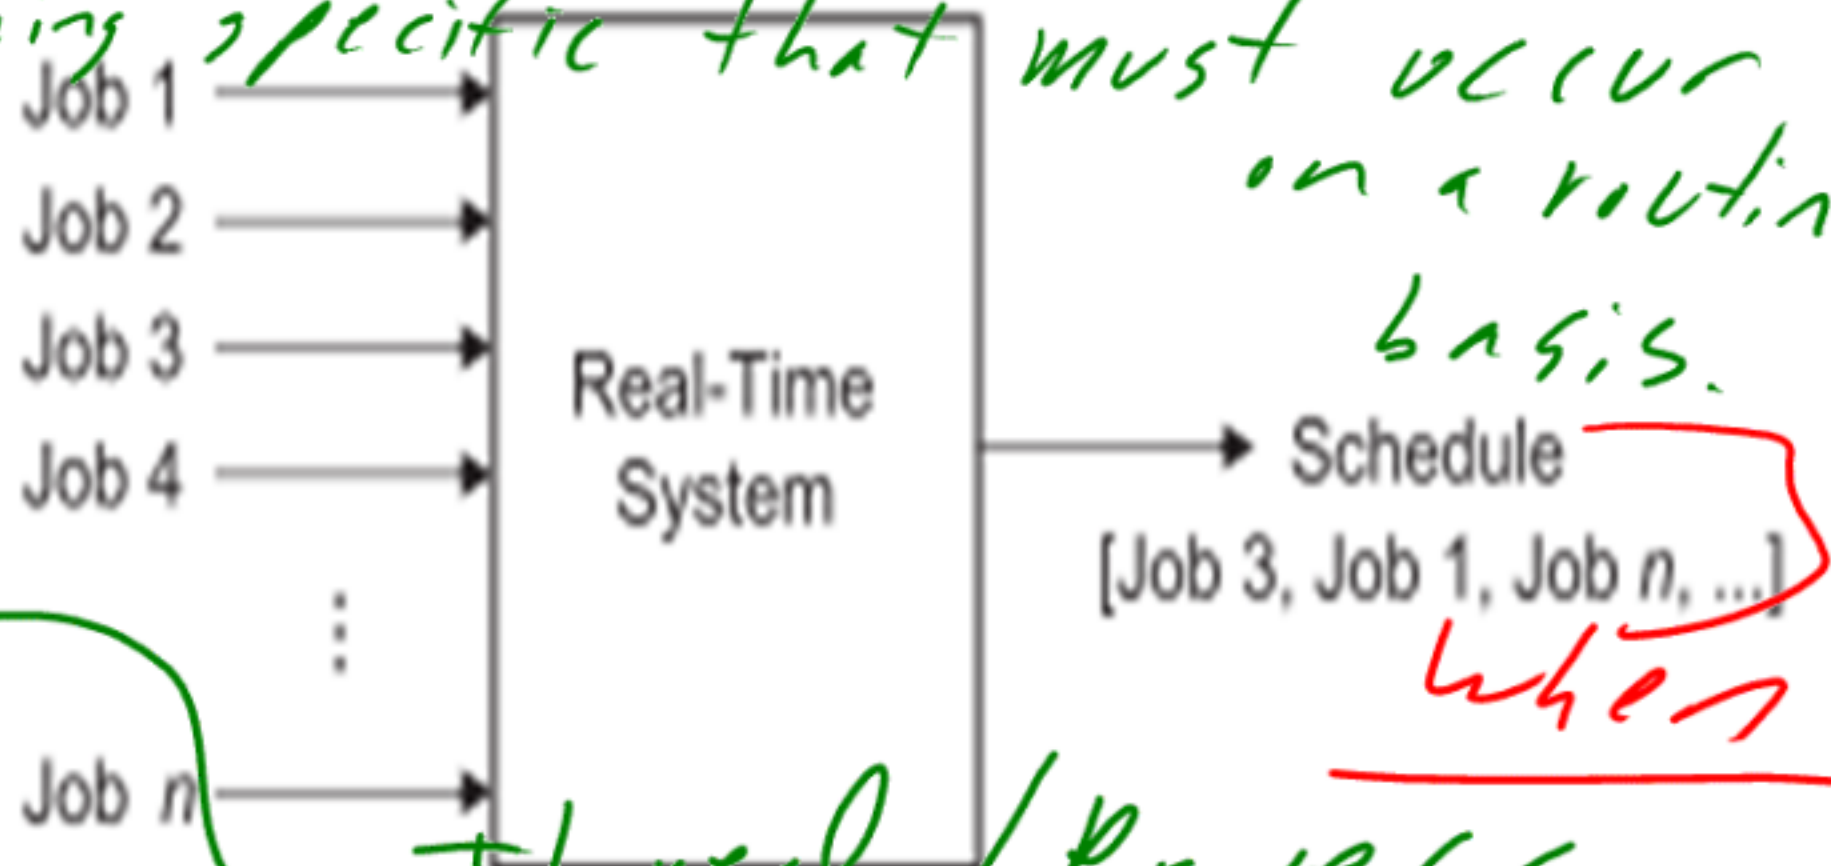 specific that must occur
Job 1
on a routin
Job 2
basis.
Job 3
Real-Time
System
Schedule
Job 4
[Job 3, Job 1, Job n, ...]
when
Job n